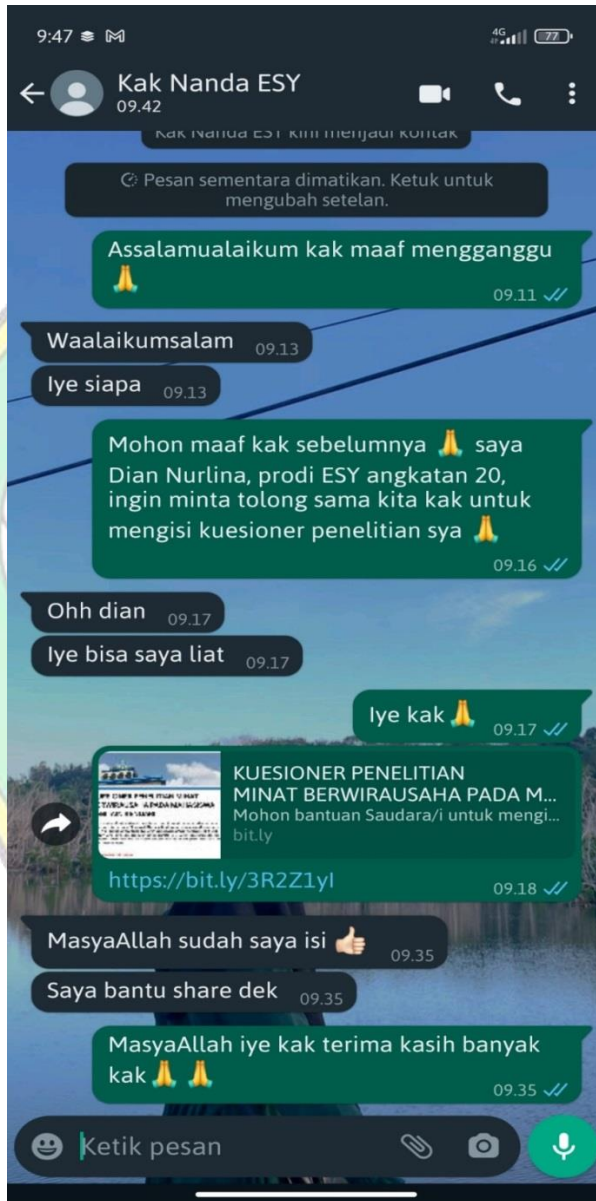 9:47
4G
77
Kak Nanda ESY
09.42
Kak Nanda ESY kini menjadi kontak
Pesan sementara dimatikan. Ketuk untuk
mengubah setelan.
Assalamualaikum kak maaf mengganggu
🙏
09.11
Waalaikumsalam 09.13
Iye siapa 09.13
Mohon maaf kak sebelumnya 🙏 saya
Dian Nurlina, prodi ESY angkatan 20,
ingin minta tolong sama kita kak untuk
mengisi kuesioner penelitian sya 🙏
09.16
Ohh dian 09.17
Iye bisa saya liat 09.17
Iye kak 🙏 09.17
KUESIONER PENELITIAN
MINAT BERWIRAUSAHA PADA M...
Mohon bantuan Saudara/i untuk mengi...
bit.ly
https://bit.ly/3R2Z1yI 09.18
MasyaAllah sudah saya isi 👍🏻 09.35
Saya bantu share dek 09.35
MasyaAllah iye kak terima kasih banyak
kak 🙏 🙏
09.35
Ketik pesan